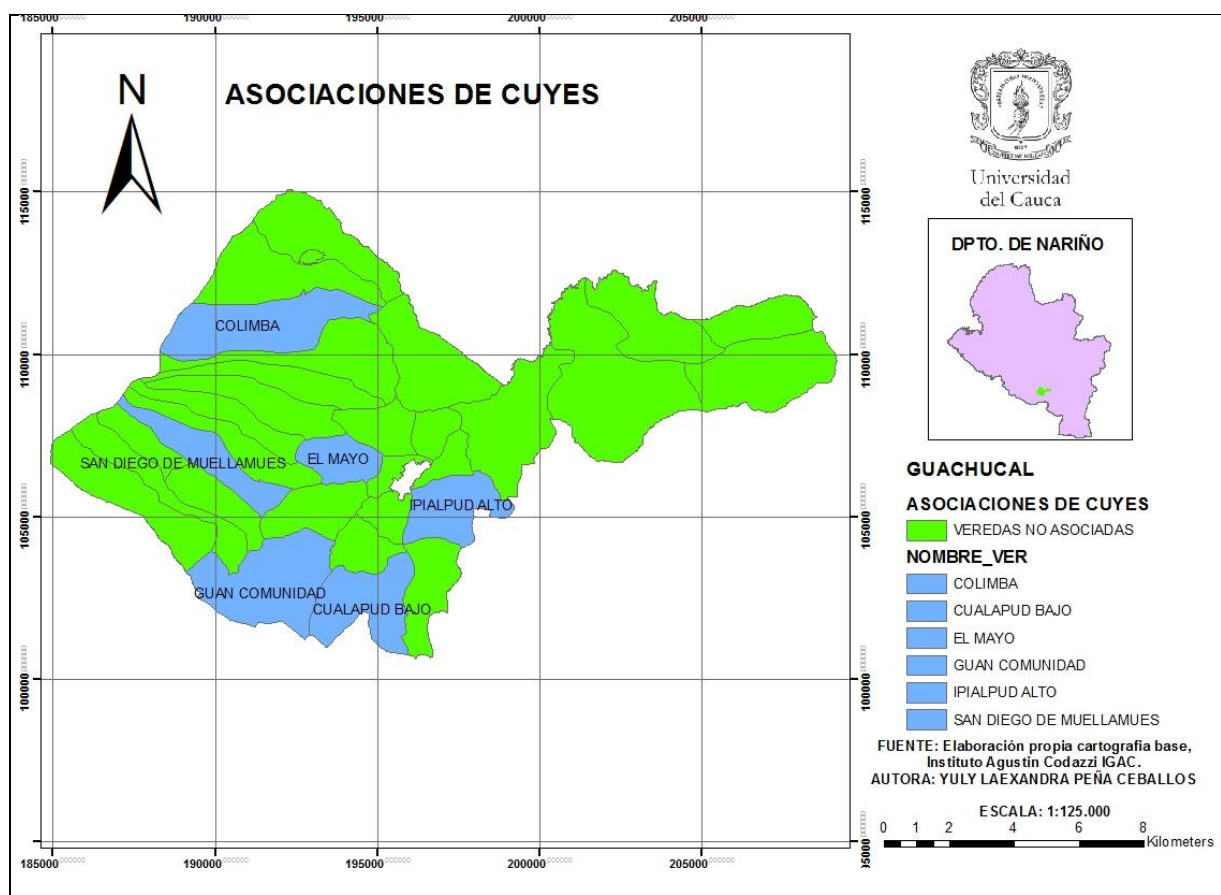 185000
190000
195000
200000
205000
N
ASOCIACIONES DE CUYES
115000
110000
105000
100000
115000
110000
105000
100000
95000
COLIMBA
SAN DIEGO DE MUELLAMUES
EL MAYO
IPIALPUD ALTO
GUAN COMUNIDAD
CUALAPUD BAJO
185000
190000
195000
200000
205000
Universidad
del Cauca
DPTO. DE NARIÑO
GUACHUCAL
ASOCIACIONES DE CUYES
VEREDAS NO ASOCIADAS
NOMBRE_VER
COLIMBA
CUALAPUD BAJO
EL MAYO
GUAN COMUNIDAD
IPIALPUD ALTO
SAN DIEGO DE MUELLAMUES
FUENTE: Elaboración propia cartografia base,
Instituto Agustin Codazzi IGAC.
AUTORA: YULY LAEXANDRA PEÑA CEBALLOS
ESCALA: 1:125.000
0 1 2 4 6 8
Kilometers